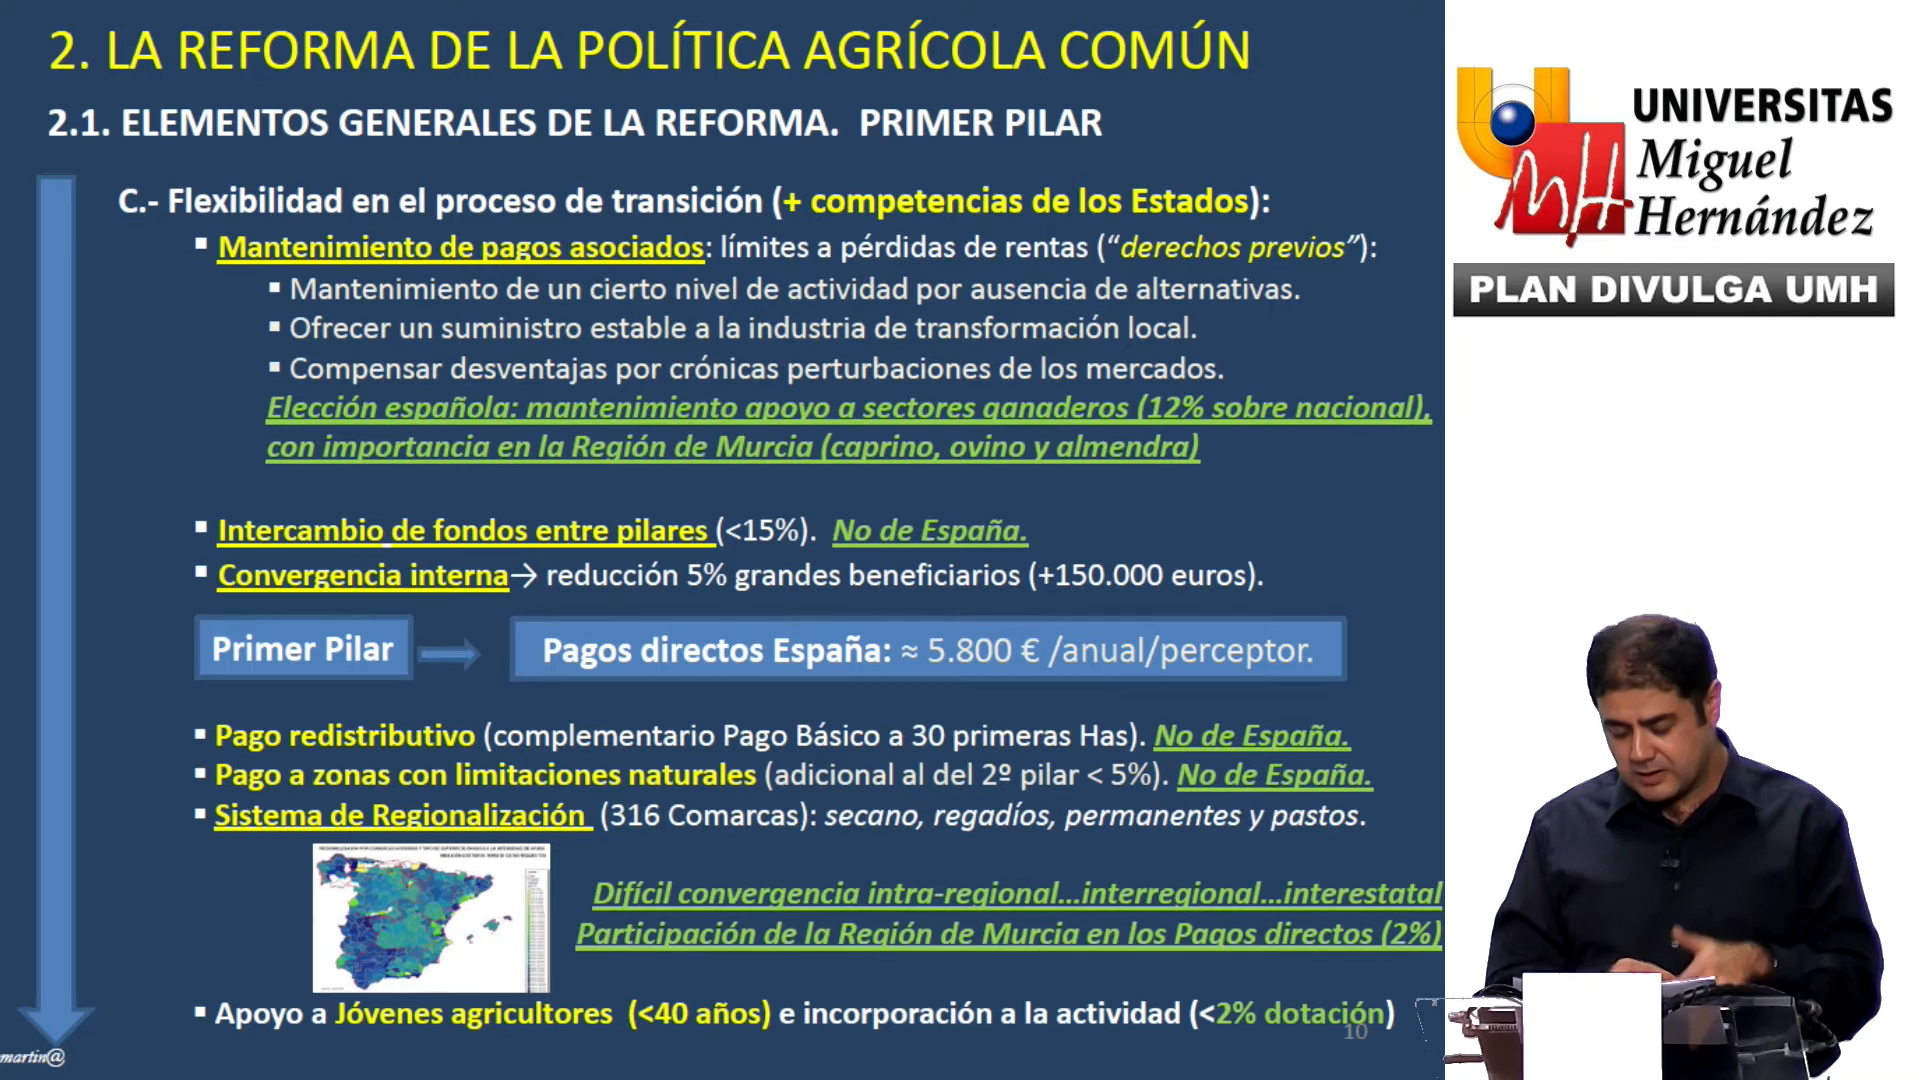 2. LA REFORMA DE LA POLÍTICA AGRÍCOLA COMÚN
2.1. ELEMENTOS GENERALES DE LA REFORMA.  PRIMER PILAR
C.- Flexibilidad en el proceso de transición (+ competencias de los Estados):
▪ Mantenimiento de pagos asociados: límites a pérdidas de rentas (“derechos previos”):
▪ Mantenimiento de un cierto nivel de actividad por ausencia de alternativas.
▪ Ofrecer un suministro estable a la industria de transformación local.
▪ Compensar desventajas por crónicas perturbaciones de los mercados.
Elección española: mantenimiento apoyo a sectores ganaderos (12% sobre nacional),
con importancia en la Región de Murcia (caprino, ovino y almendra)
▪ Intercambio de fondos entre pilares (<15%). No de España.
▪ Convergencia interna→ reducción 5% grandes beneficiarios (+150.000 euros).
Primer Pilar
Pagos directos España: ≈ 5.800 € /anual/perceptor.
▪ Pago redistributivo (complementario Pago Básico a 30 primeras Has). No de España.
▪ Pago a zonas con limitaciones naturales (adicional al del 2º pilar < 5%). No de España.
▪ Sistema de Regionalización (316 Comarcas): secano, regadíos, permanentes y pastos.
Difícil convergencia intra-regional...interregional...interestatal
Participación de la Región de Murcia en los Pagos directos (2%)
▪ Apoyo a Jóvenes agricultores (<40 años) e incorporación a la actividad (<2% dotación)
10
martin@
UNIVERSITAS
Miguel
Hernández
PLAN DIVULGA UMH